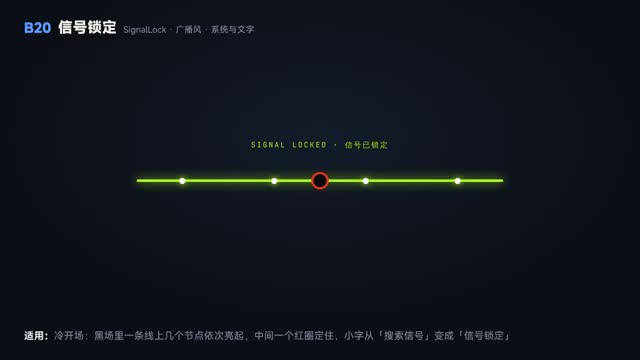 B20 信号锁定 SignalLock · 广播风 · 系统与文字
SIGNAL LOCKED · 信号已锁定
适用：冷开场：黑场里一条线上几个节点依次亮起，中间一个红圈定住，小字从「搜索信号」变成「信号锁定」